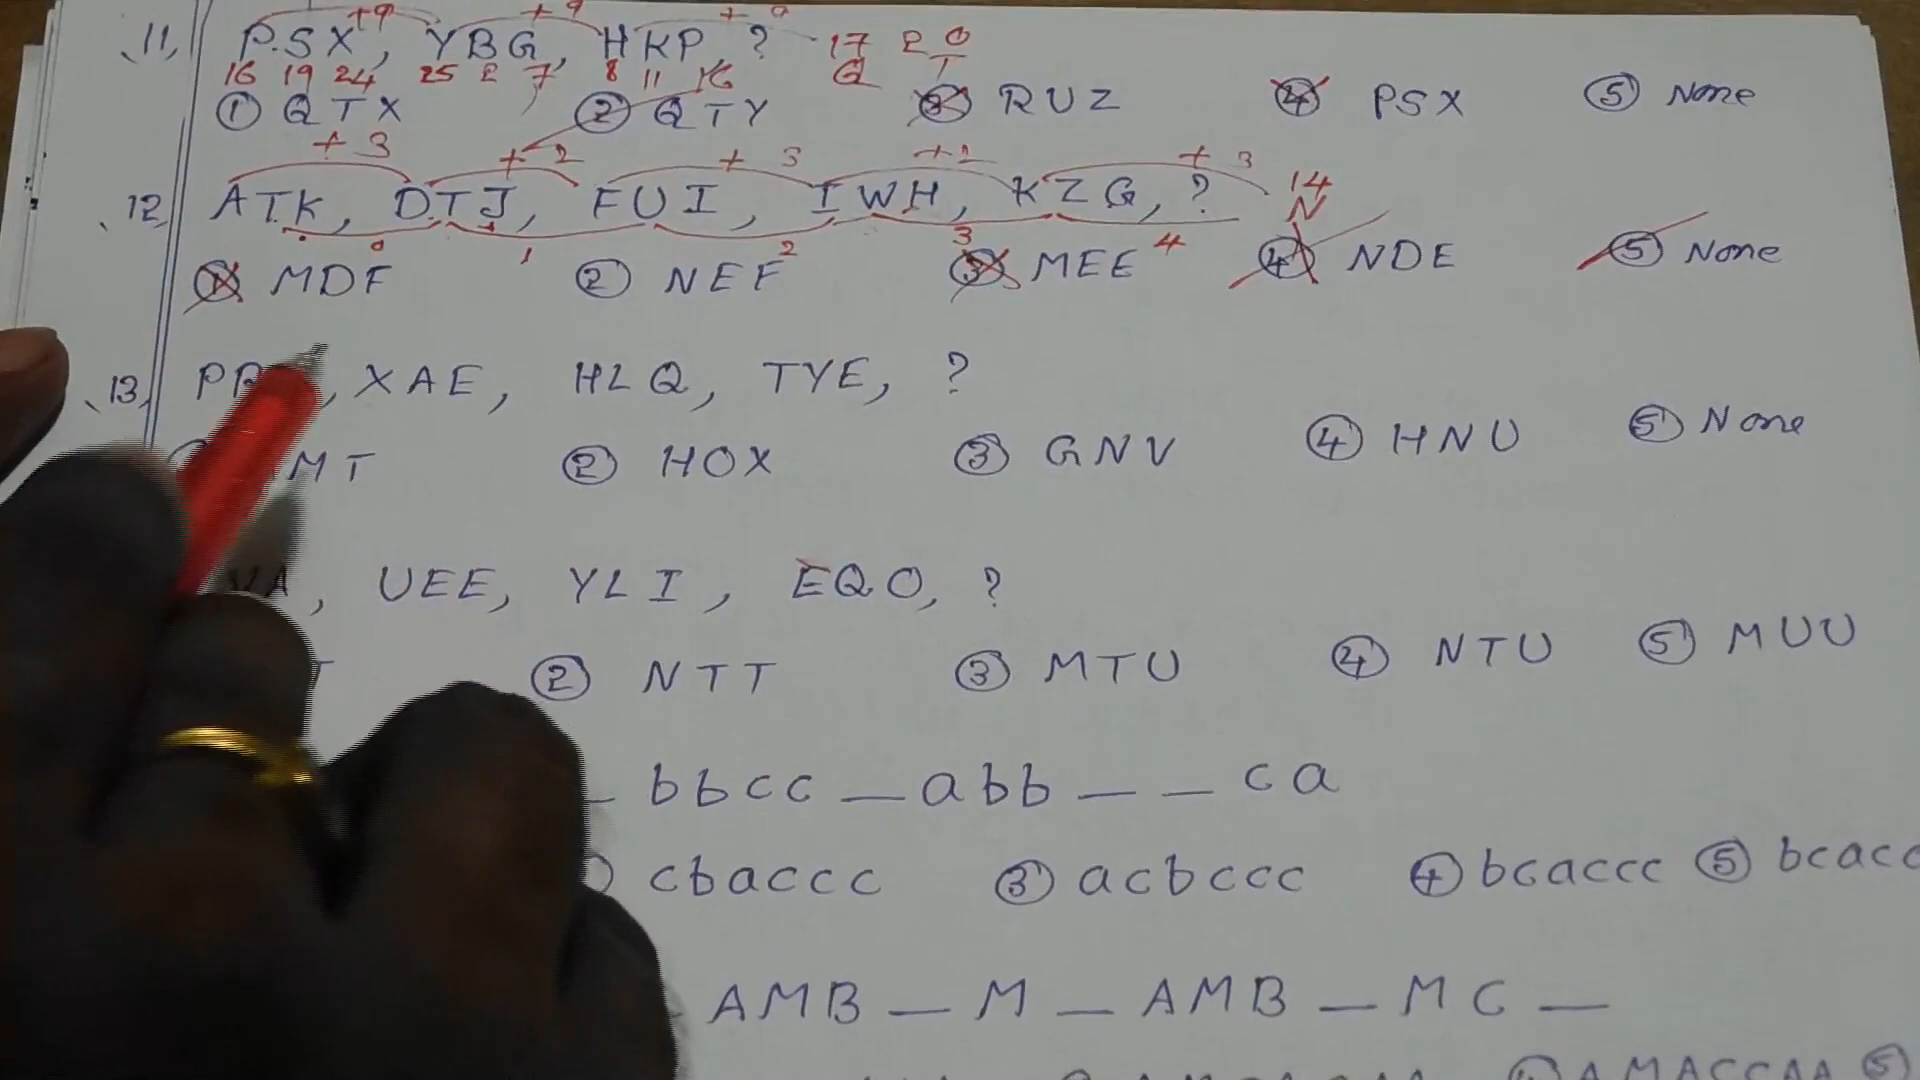 +9 +9 +9
11, PSX, YBG, HKP, ? 17 20
16 19 24 25 2 7 8 11 16 Q T
① QTX ② QTY ③ RUZ ④ PSX ⑤ None
+3 +2 +3 +2 +3
12, ATK, DTJ, FUI, IWH, KZG, ? 14
N
0 1 2 3 4
① MDF ② NEF ③ MEE ④ NDE ⑤ None
13, XAE, HLQ, TYE, ?
MT ② HOX ③ GNV ④ HNU ⑤ None
UEE, YLI, EQO, ?
② NTT ③ MTU ④ NTU ⑤ MUU
_ bbcc _ abb _ _ ca
cbaccc ③ acbccc ④ bcaccc ⑤
AMB _ M _ AMB _ MC _
AMACCAA ⑤